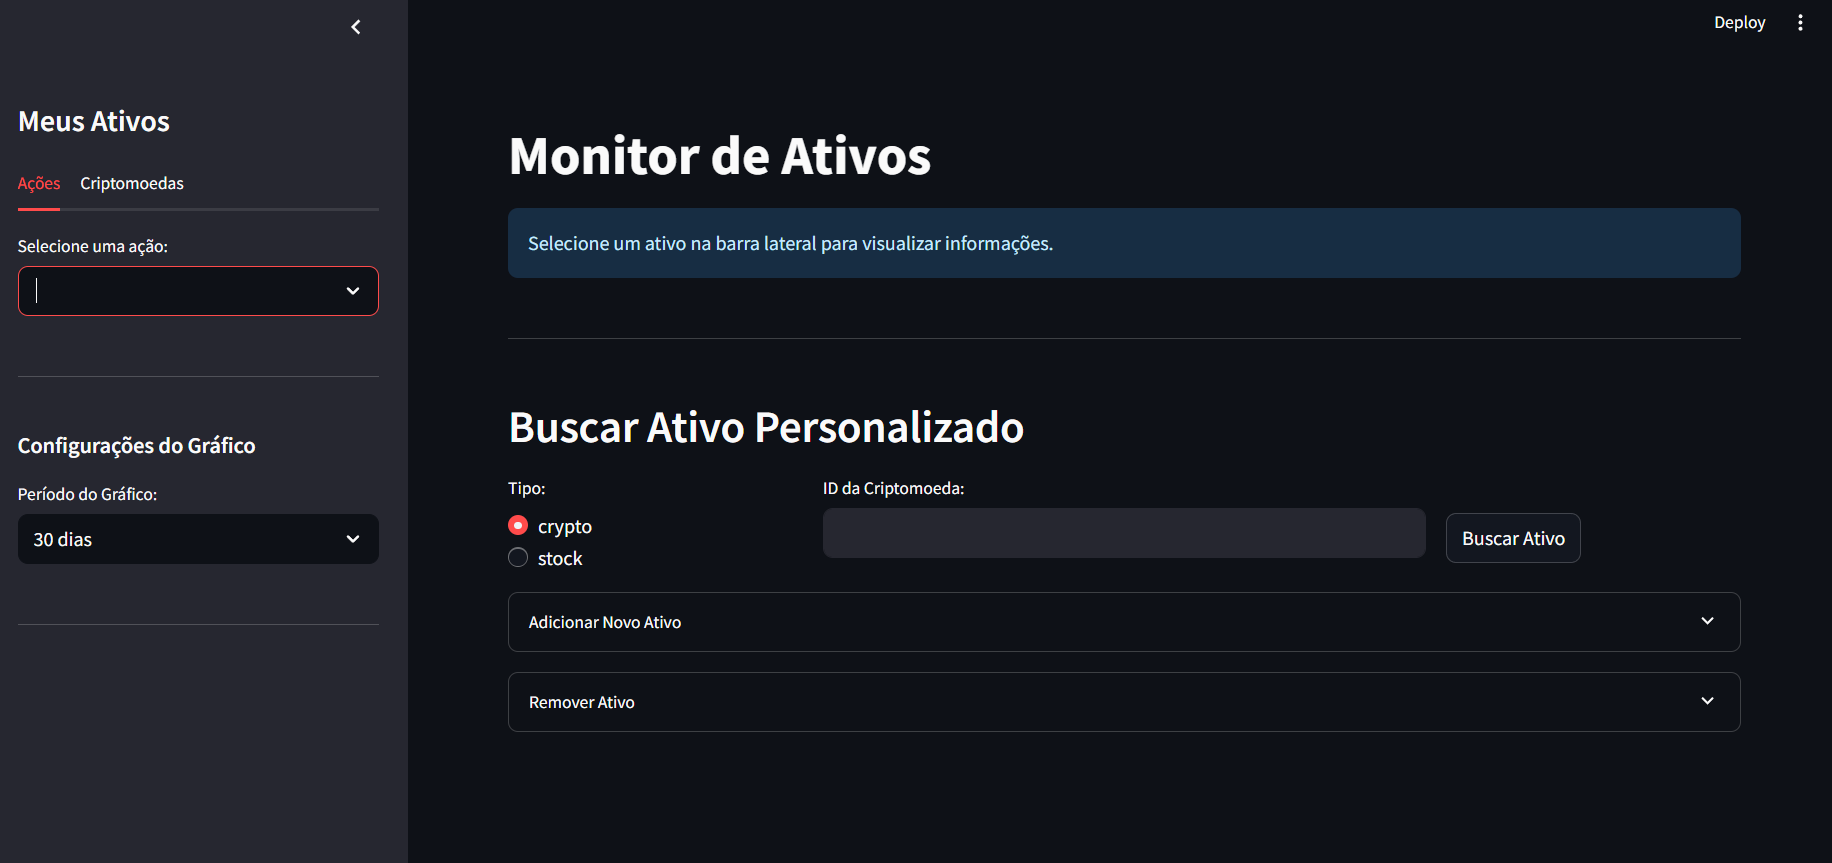 Deploy
Meus Ativos
Ações Criptomoedas
Selecione uma ação:
Configurações do Gráfico
Período do Gráfico:
30 dias
Monitor de Ativos
Selecione um ativo na barra lateral para visualizar informações.
Buscar Ativo Personalizado
Tipo:
crypto
stock
ID da Criptomoeda:
Buscar Ativo
Adicionar Novo Ativo
Remover Ativo